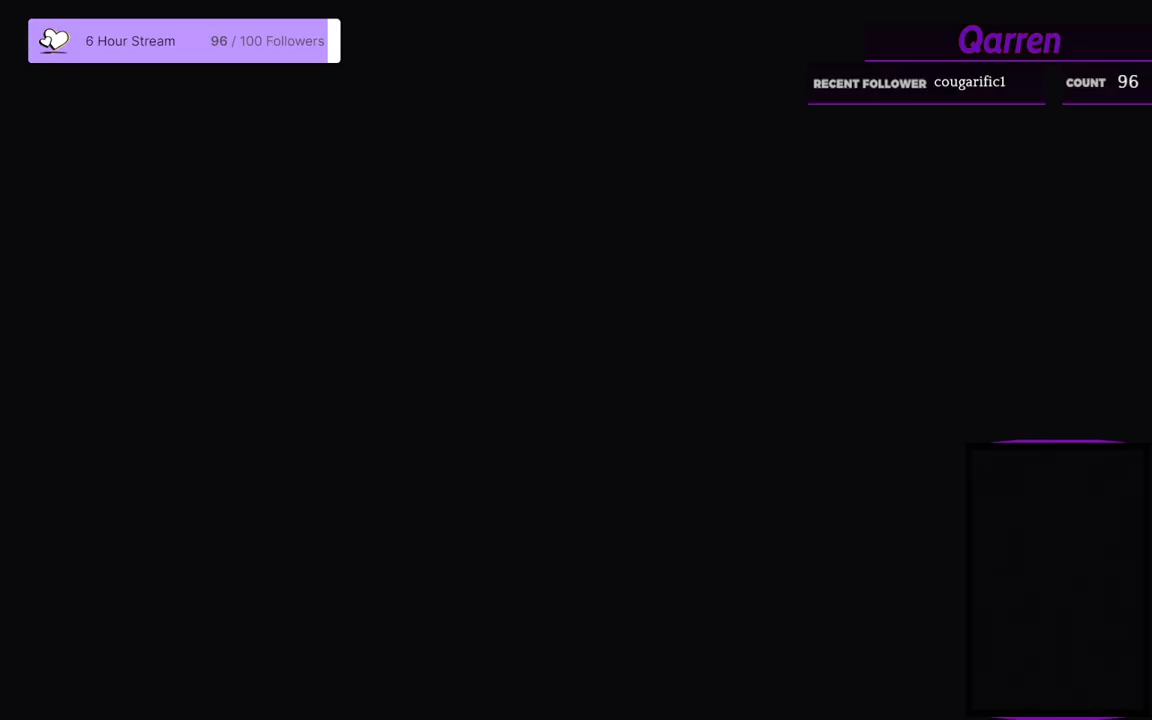 6 Hour Stream 96 / 100 Followers
Qarren
RECENT FOLLOWER cougarific1 COUNT 96